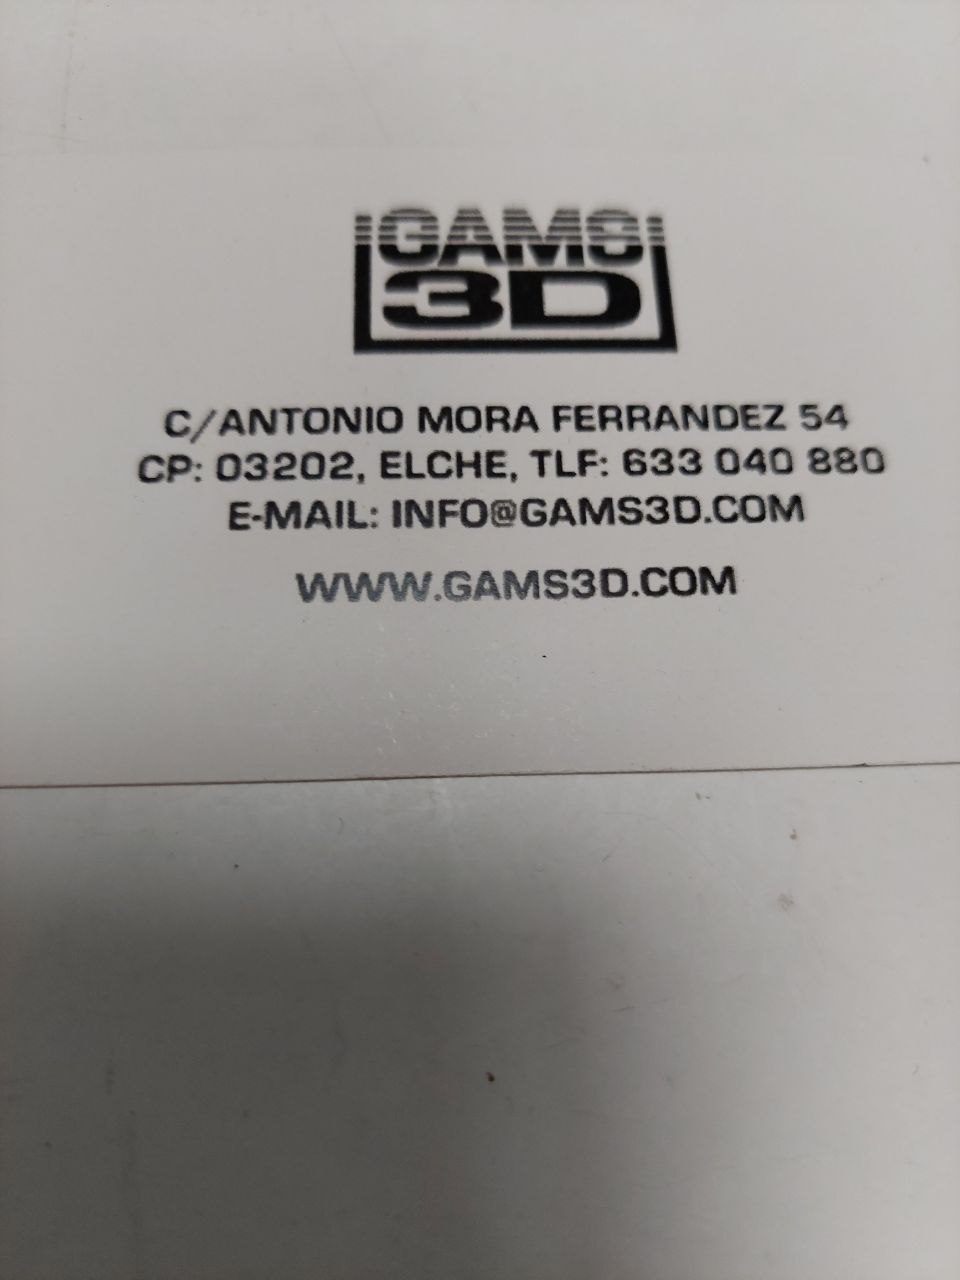 GAMS
3D
C/ANTONIO MORA FERRANDEZ 54
CP: 03202, ELCHE, TLF: 633 040 880
E-MAIL: INFO@GAMS3D.COM
WWW.GAMS3D.COM